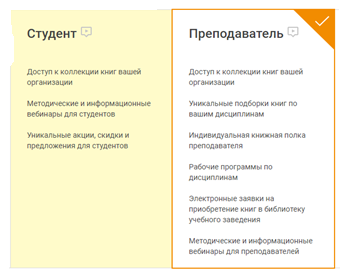 Студент
Доступ к коллекции книг вашей
организации
Методические и информационные
вебинары для студентов
Уникальные акции, скидки и
предложения для студентов
Преподаватель
Доступ к коллекции книг вашей
организации
Уникальные подборки книг по
вашим дисциплинам
Индивидуальная книжная полка
преподавателя
Рабочие программы по
дисциплинам
Электронные заявки на
приобретение книг в библиотеку
учебного заведения
Методические и информационные
вебинары для преподавателей